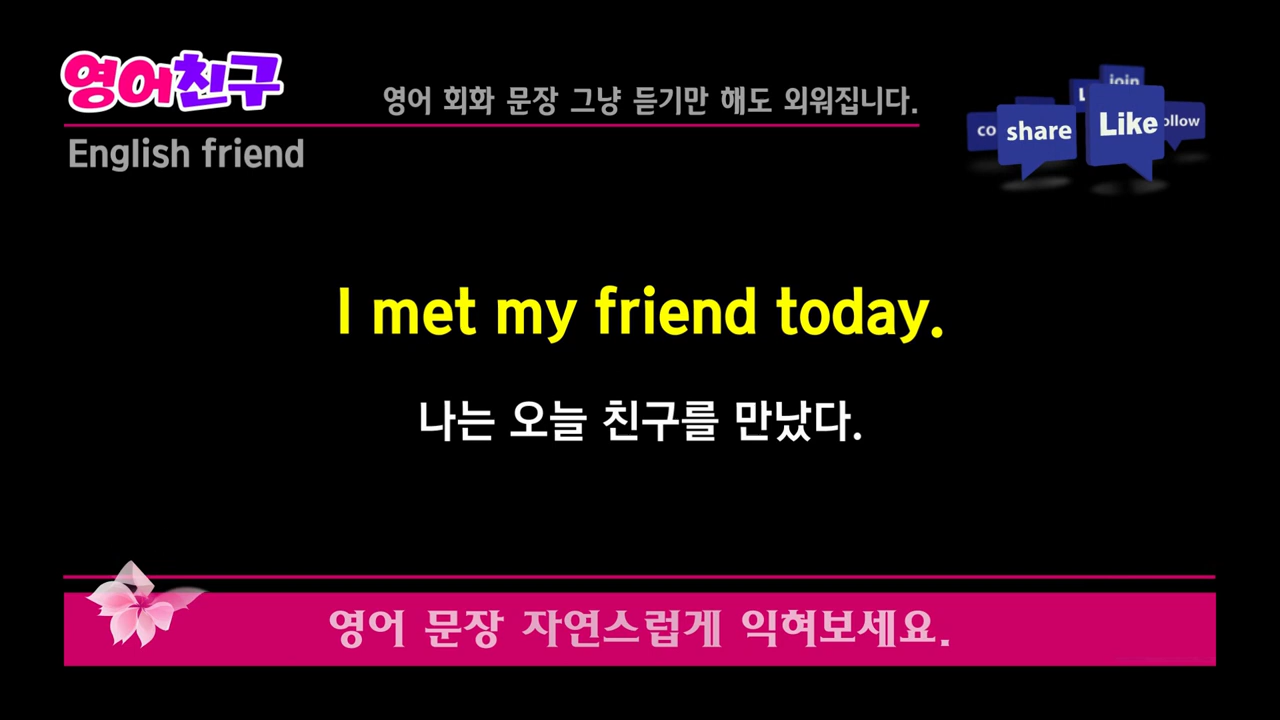 영어친구
영어 회화 문장 그냥 듣기만 해도 외워집니다.
English friend
join
share
Like
I met my friend today.
나는 오늘 친구를 만났다.
영어 문장 자연스럽게 익혀보세요.